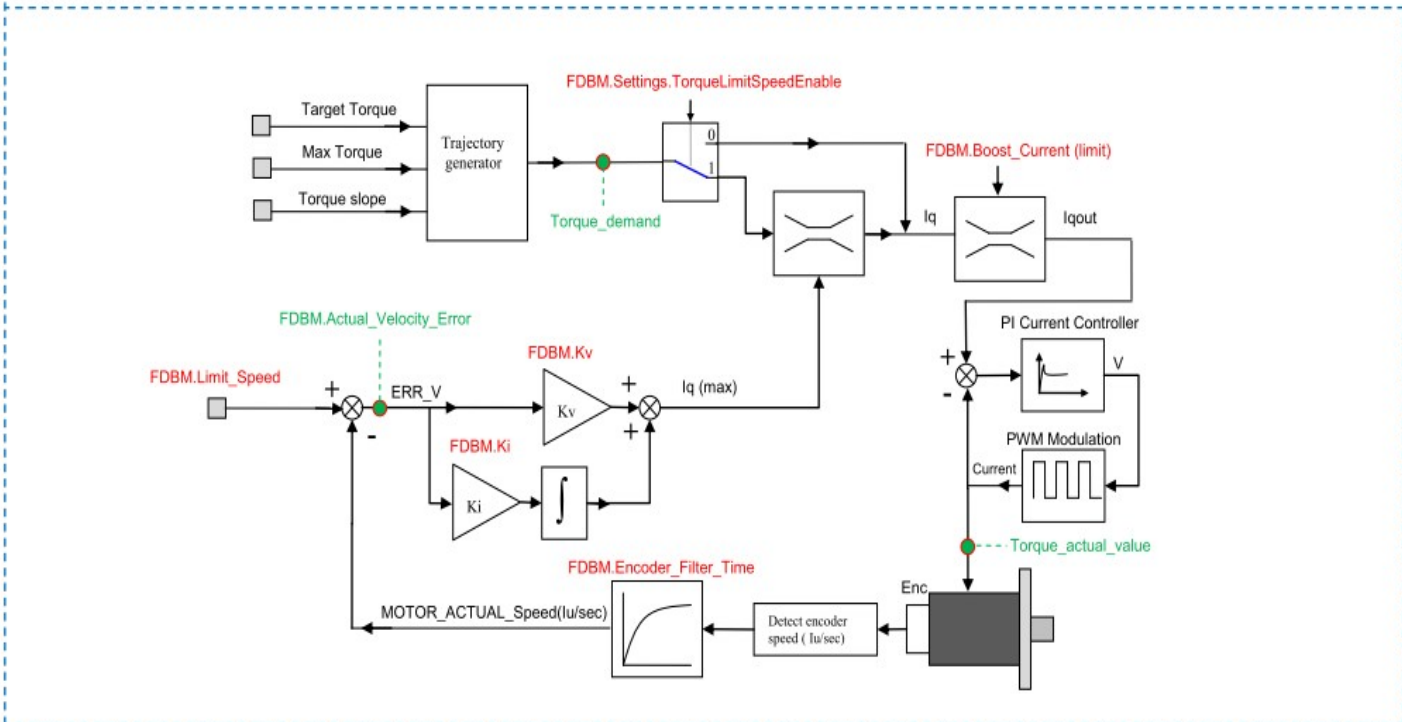 FDBM.Settings.TorqueLimitSpeedEnable
Target Torque
Max Torque
Torque slope
Trajectory
generator
Torque_demand
0
1
FDBM.Boost_Current (limit)
Iq
Iqout
FDBM.Actual_Velocity_Error
FDBM.Limit_Speed
+
-
ERR_V
FDBM.Kv
Kv
+
+
Iq (max)
FDBM.Ki
Ki
∫
PI Current Controller
+
-
V
PWM Modulation
Current
Torque_actual_value
FDBM.Encoder_Filter_Time
MOTOR_ACTUAL_Speed(Iu/sec)
Detect encoder
speed ( Iu/sec)
Enc